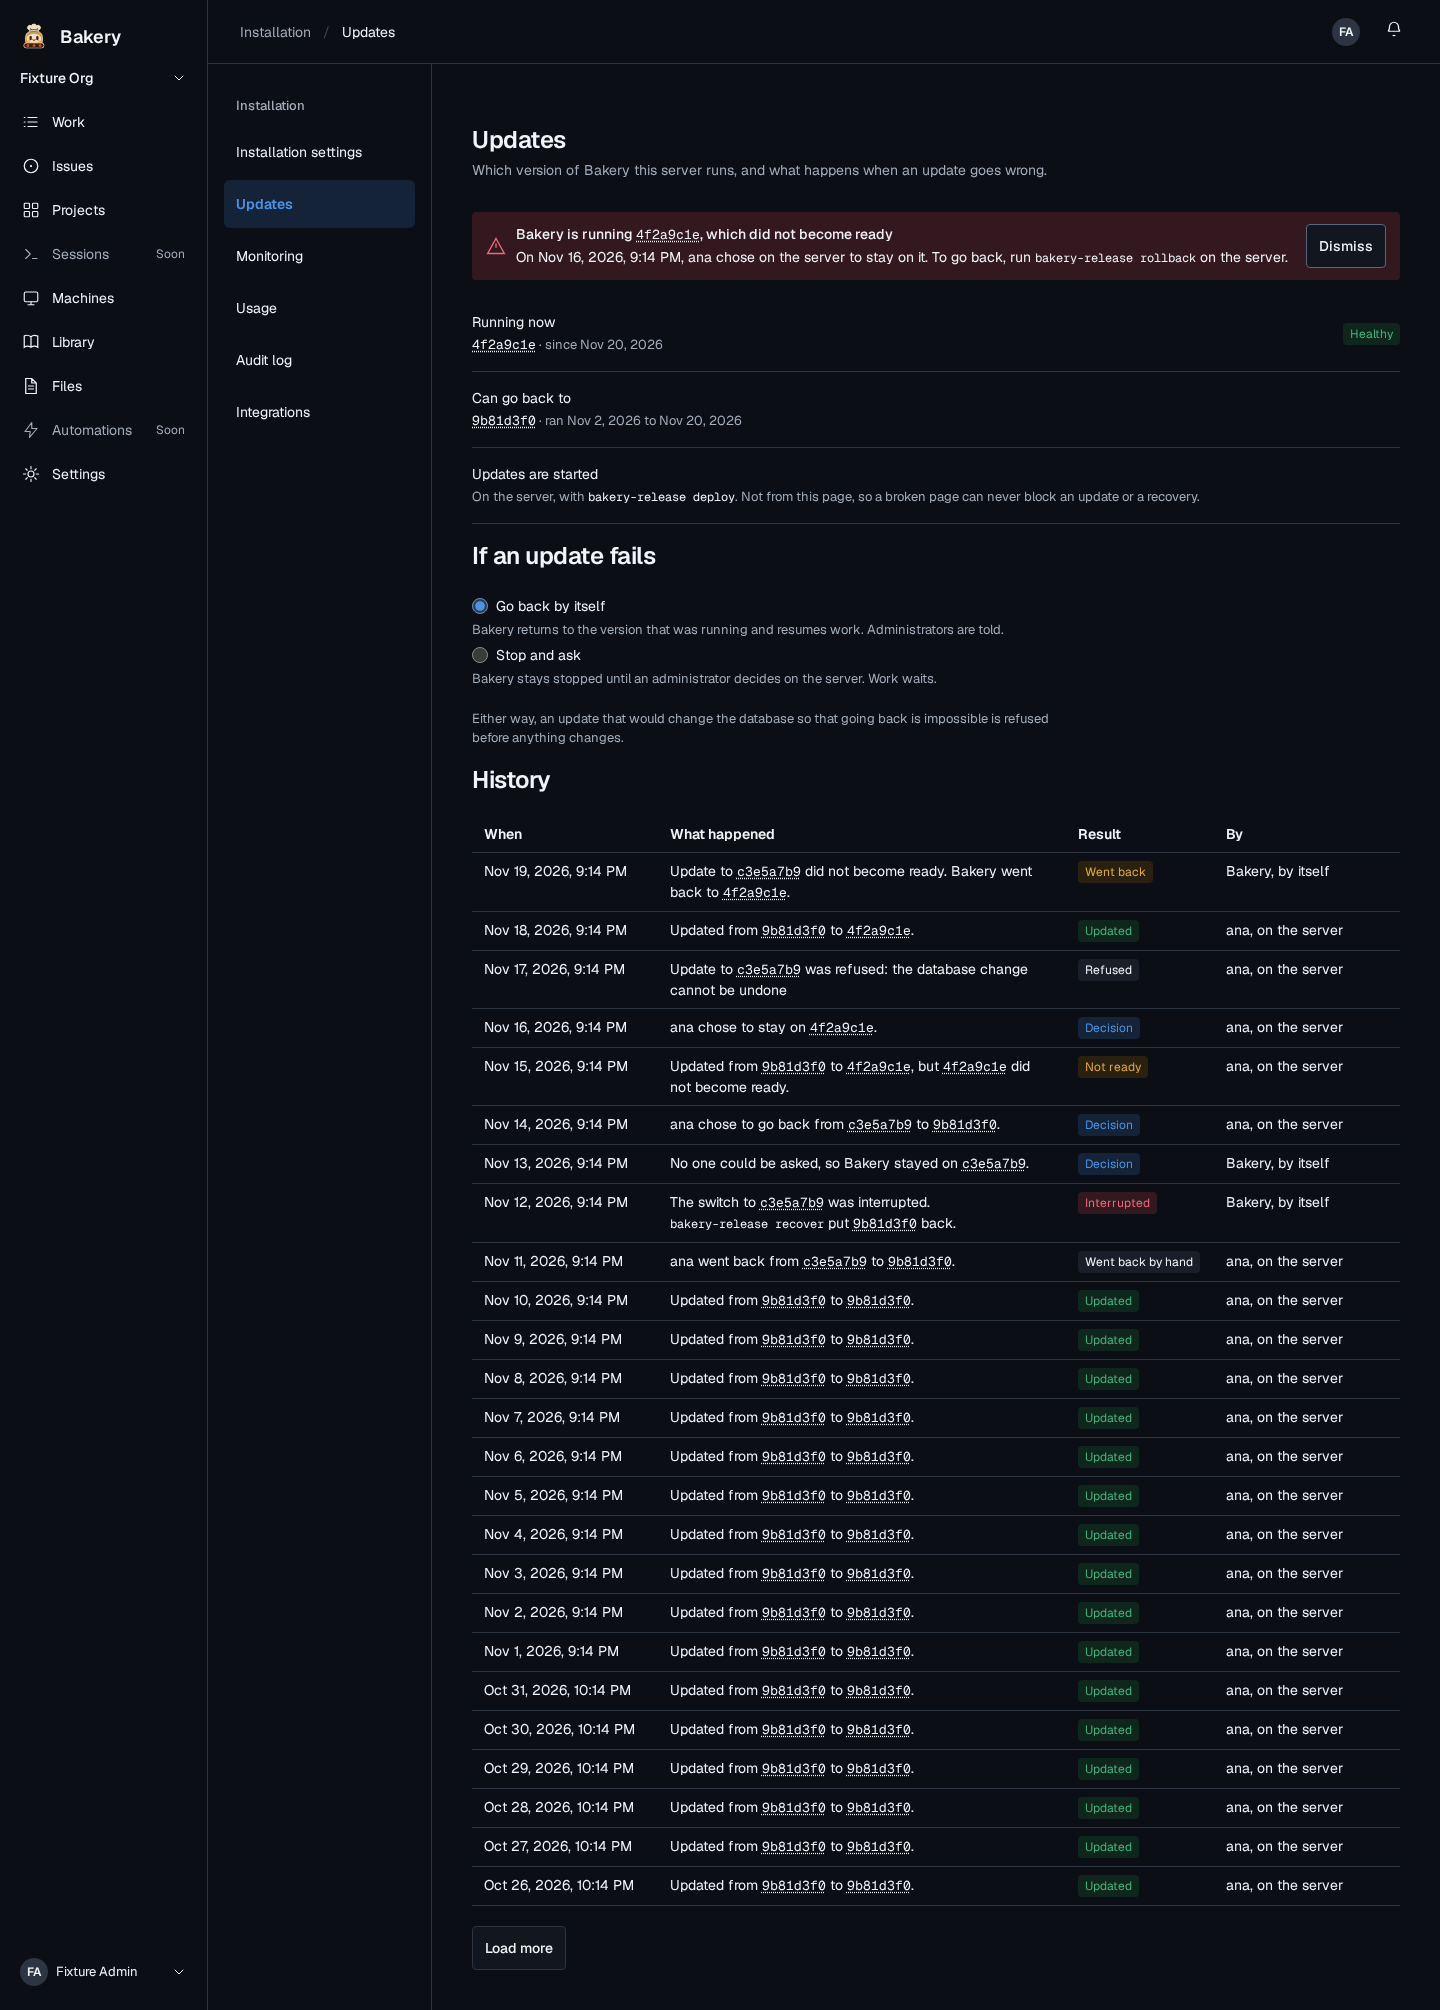 Bakery
Installation / Updates
FA
Fixture Org
Work
Issues
Projects
Sessions Soon
Machines
Library
Files
Automations Soon
Settings
FA Fixture Admin
Installation
Installation settings
Updates
Monitoring
Usage
Audit log
Integrations
Updates
Which version of Bakery this server runs, and what happens when an update goes wrong.
Bakery is running 4f2a9c1e, which did not become ready
On Nov 16, 2026, 9:14 PM, ana chose on the server to stay on it. To go back, run bakery-release rollback on the server.
Dismiss
Running now
4f2a9c1e · since Nov 20, 2026
Healthy
Can go back to
9b81d3f0 · ran Nov 2, 2026 to Nov 20, 2026
Updates are started
On the server, with bakery-release deploy. Not from this page, so a broken page can never block an update or a recovery.
If an update fails
Go back by itself
Bakery returns to the version that was running and resumes work. Administrators are told.
Stop and ask
Bakery stays stopped until an administrator decides on the server. Work waits.
Either way, an update that would change the database so that going back is impossible is refused
before anything changes.
History
When What happened Result By
Nov 19, 2026, 9:14 PM Update to c3e5a7b9 did not become ready. Bakery went Went back Bakery, by itself
back to 4f2a9c1e.
Nov 18, 2026, 9:14 PM Updated from 9b81d3f0 to 4f2a9c1e. Updated ana, on the server
Nov 17, 2026, 9:14 PM Update to c3e5a7b9 was refused: the database change Refused ana, on the server
cannot be undone
Nov 16, 2026, 9:14 PM ana chose to stay on 4f2a9c1e. Decision ana, on the server
Nov 15, 2026, 9:14 PM Updated from 9b81d3f0 to 4f2a9c1e, but 4f2a9c1e did Not ready ana, on the server
not become ready.
Nov 14, 2026, 9:14 PM ana chose to go back from c3e5a7b9 to 9b81d3f0. Decision ana, on the server
Nov 13, 2026, 9:14 PM No one could be asked, so Bakery stayed on c3e5a7b9. Decision Bakery, by itself
Nov 12, 2026, 9:14 PM The switch to c3e5a7b9 was interrupted. Interrupted Bakery, by itself
bakery-release recover put 9b81d3f0 back.
Nov 11, 2026, 9:14 PM ana went back from c3e5a7b9 to 9b81d3f0. Went back by hand ana, on the server
Nov 10, 2026, 9:14 PM Updated from 9b81d3f0 to 9b81d3f0. Updated ana, on the server
Nov 9, 2026, 9:14 PM Updated from 9b81d3f0 to 9b81d3f0. Updated ana, on the server
Nov 8, 2026, 9:14 PM Updated from 9b81d3f0 to 9b81d3f0. Updated ana, on the server
Nov 7, 2026, 9:14 PM Updated from 9b81d3f0 to 9b81d3f0. Updated ana, on the server
Nov 6, 2026, 9:14 PM Updated from 9b81d3f0 to 9b81d3f0. Updated ana, on the server
Nov 5, 2026, 9:14 PM Updated from 9b81d3f0 to 9b81d3f0. Updated ana, on the server
Nov 4, 2026, 9:14 PM Updated from 9b81d3f0 to 9b81d3f0. Updated ana, on the server
Nov 3, 2026, 9:14 PM Updated from 9b81d3f0 to 9b81d3f0. Updated ana, on the server
Nov 2, 2026, 9:14 PM Updated from 9b81d3f0 to 9b81d3f0. Updated ana, on the server
Nov 1, 2026, 9:14 PM Updated from 9b81d3f0 to 9b81d3f0. Updated ana, on the server
Oct 31, 2026, 10:14 PM Updated from 9b81d3f0 to 9b81d3f0. Updated ana, on the server
Oct 30, 2026, 10:14 PM Updated from 9b81d3f0 to 9b81d3f0. Updated ana, on the server
Oct 29, 2026, 10:14 PM Updated from 9b81d3f0 to 9b81d3f0. Updated ana, on the server
Oct 28, 2026, 10:14 PM Updated from 9b81d3f0 to 9b81d3f0. Updated ana, on the server
Oct 27, 2026, 10:14 PM Updated from 9b81d3f0 to 9b81d3f0. Updated ana, on the server
Oct 26, 2026, 10:14 PM Updated from 9b81d3f0 to 9b81d3f0. Updated ana, on the server
Load more